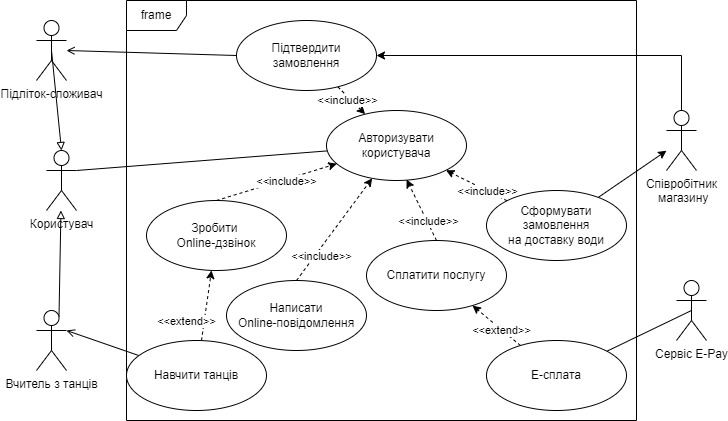 frame
Підтвердити
замовлення
Підліток-споживач
<<include>>
Авторизувати
користувача
Користувач
Співробітник
магазину
<<include>>
<<include>>
Зробити
Online-дзвінок
<<include>>
Сформувати
замовлення
на доставку води
<<include>>
Сплатити послугу
Написати
Online-повідомлення
<<extend>>
<<extend>>
Сервіс E-Pay
Вчитель з танців
Навчити танців
Е-сплата